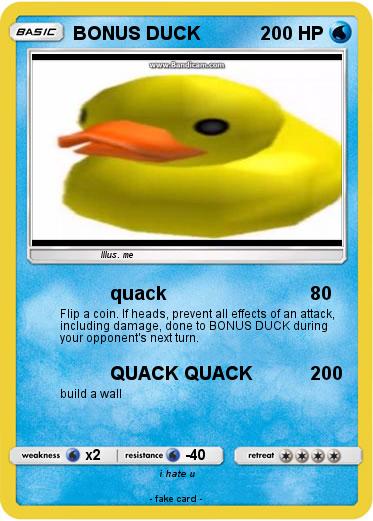 BASIC BONUS DUCK 200 HP
www.Bandicam.com
Illus. me
quack 80
Flip a coin. If heads, prevent all effects of an attack,
including damage, done to BONUS DUCK during
your opponent's next turn.
QUACK QUACK 200
build a wall
weakness x2 resistance -40 retreat
i hate u
- fake card -